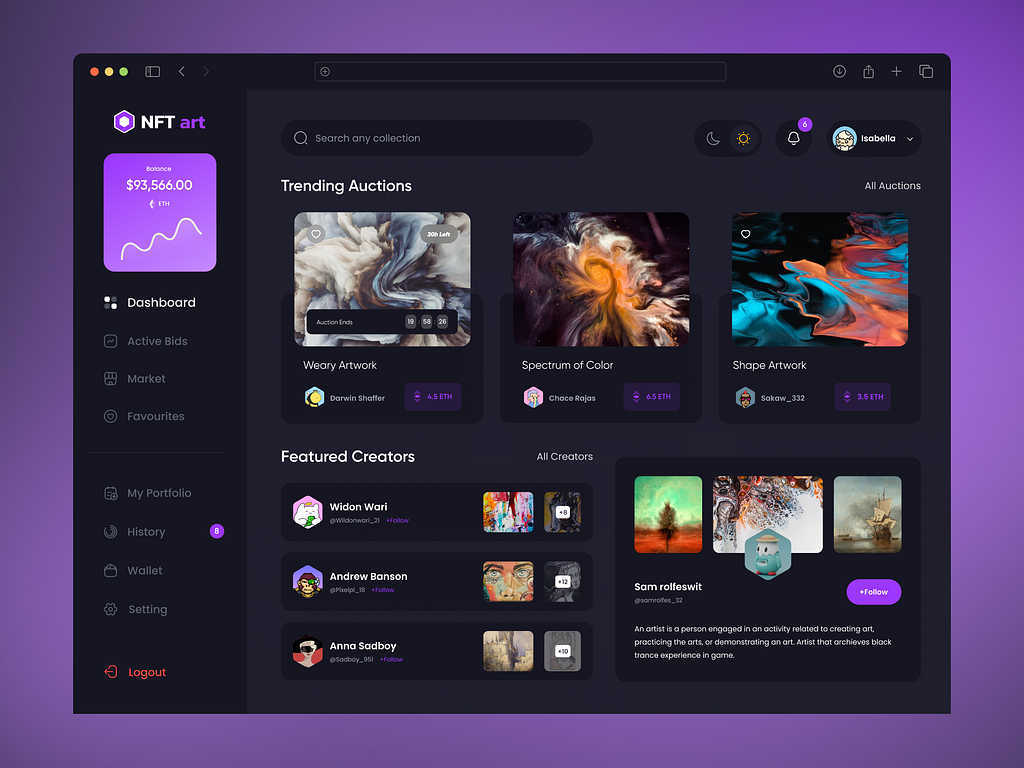 NFT art
Balance
$93,566.00
ETH
Dashboard
Active Bids
Market
Favourites
My Portfolio
History
8
Wallet
Setting
Logout
Search any collection
6
Isabella
Trending Auctions
All Auctions
20h Left
Auction Ends
19 : 58 : 26
Weary Artwork
Darwin Shaffer
4.5 ETH
Spectrum of Color
Chace Rajas
6.5 ETH
Shape Artwork
Sakaw_332
3.5 ETH
Featured Creators
All Creators
Widon Wari
@Wildonwari_21 +Follow
+8
Andrew Banson
@Pixelpl_18 +Follow
+12
Anna Sadboy
@Sadboy_951 +Follow
+10
Sam rolfeswit
@samrolfes_32
+Follow
An artist is a person engaged in an activity related to creating art,
practicing the arts, or demonstrating an art. Artist that archieves black
trance experience in game.